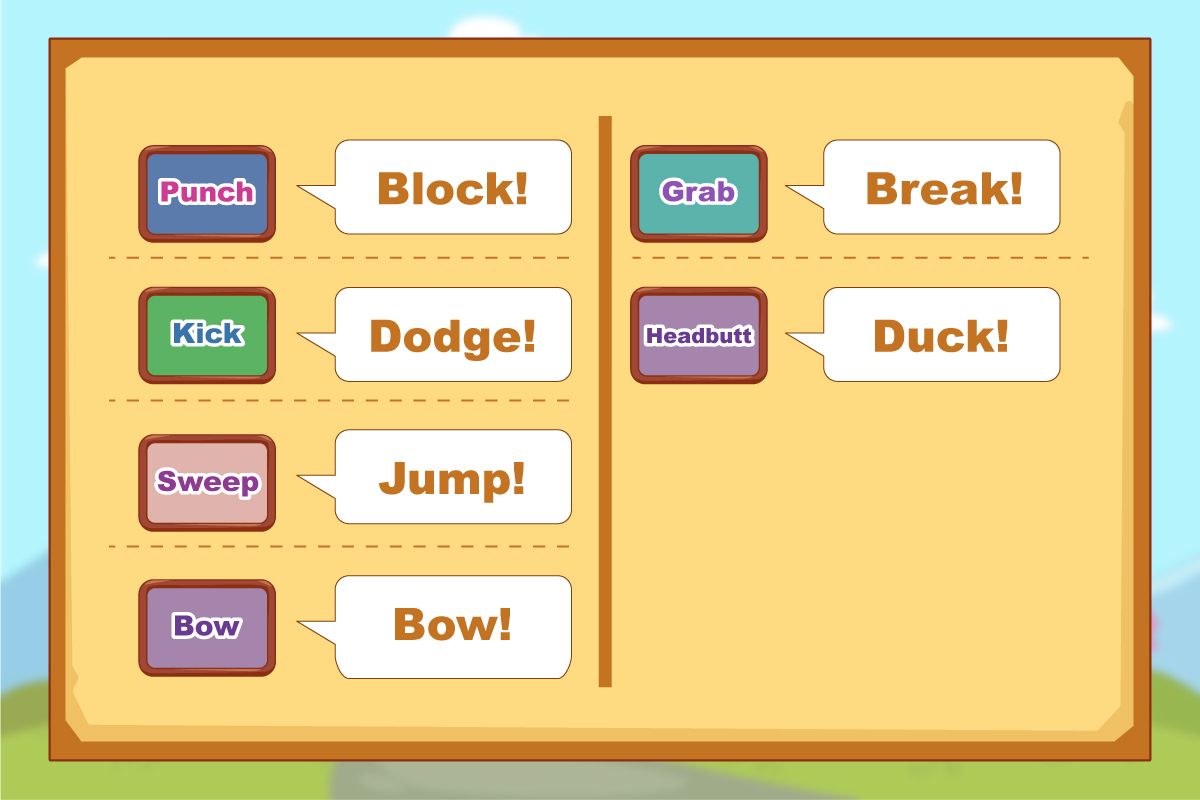 Punch
Block!
Kick
Dodge!
Sweep
Jump!
Bow
Bow!
Grab
Break!
Headbutt
Duck!